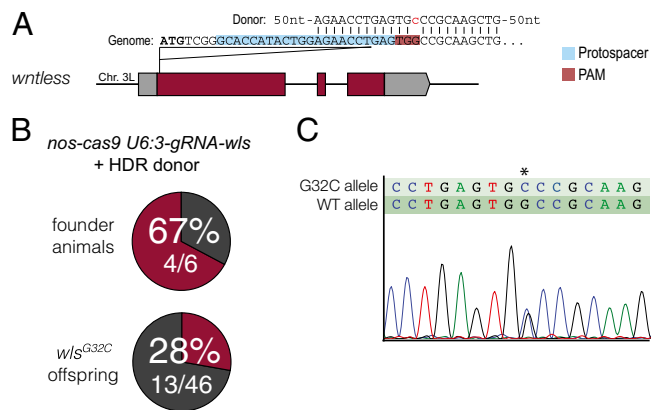 A
Donor: 50nt-AGAACCTGAGTGcCCGCAAGCTG-50nt
Genome: ATGTCGGGCACCATACTGGAGAACCTGAGTGGCCGCAAGCTG...
Protospacer
PAM
wntless
Chr. 3L
B
nos-cas9 U6:3-gRNA-wls
+ HDR donor
founder
animals
67%
4/6
wlsG32C
offspring
28%
13/46
C
*
G32C allele C C T G A G T G C C C G C A A G
WT allele C C T G A G T G G C C G C A A G